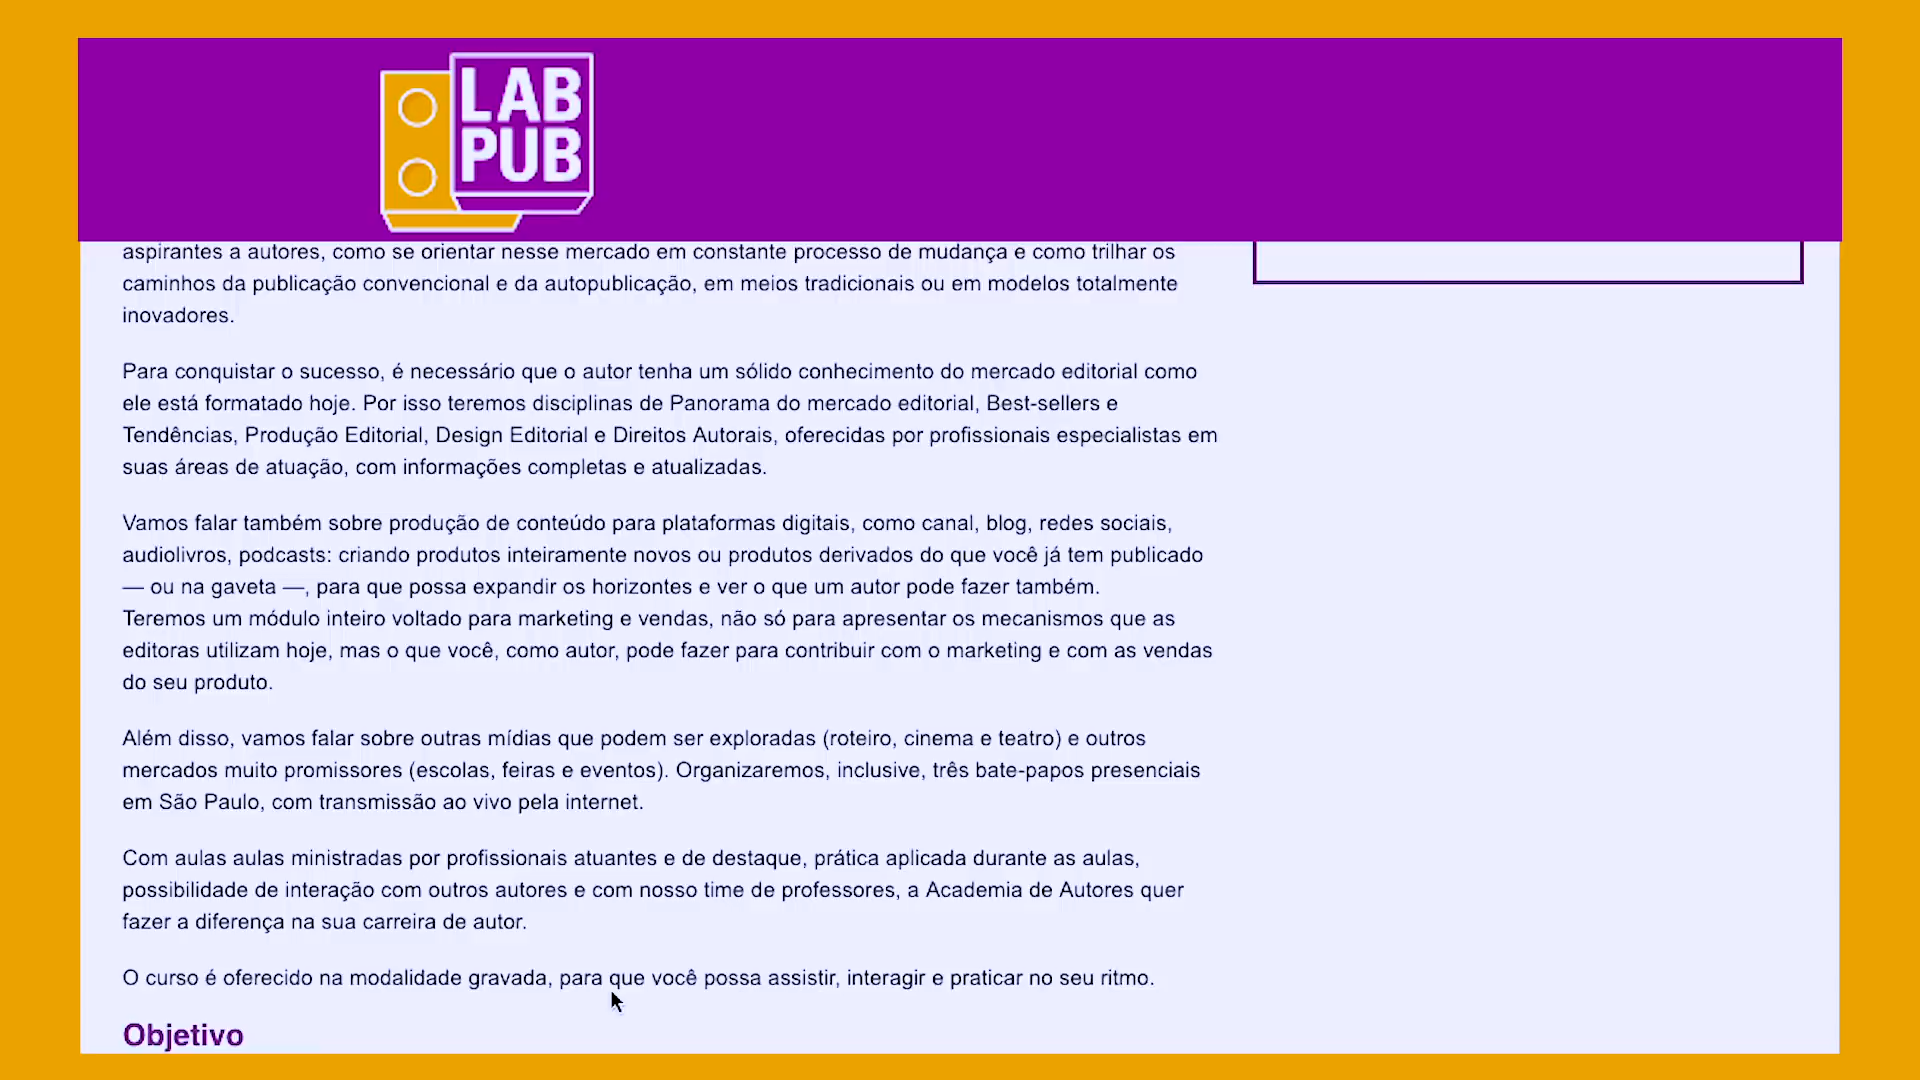 LAB
PUB
aspirantes a autores, como se orientar nesse mercado em constante processo de mudança e como trilhar os
caminhos da publicação convencional e da autopublicação, em meios tradicionais ou em modelos totalmente
inovadores.
Para conquistar o sucesso, é necessário que o autor tenha um sólido conhecimento do mercado editorial como
ele está formatado hoje. Por isso teremos disciplinas de Panorama do mercado editorial, Best-sellers e
Tendências, Produção Editorial, Design Editorial e Direitos Autorais, oferecidas por profissionais especialistas em
suas áreas de atuação, com informações completas e atualizadas.
Vamos falar também sobre produção de conteúdo para plataformas digitais, como canal, blog, redes sociais,
audiolivros, podcasts: criando produtos inteiramente novos ou produtos derivados do que você já tem publicado
— ou na gaveta —, para que possa expandir os horizontes e ver o que um autor pode fazer também.
Teremos um módulo inteiro voltado para marketing e vendas, não só para apresentar os mecanismos que as
editoras utilizam hoje, mas o que você, como autor, pode fazer para contribuir com o marketing e com as vendas
do seu produto.
Além disso, vamos falar sobre outras mídias que podem ser exploradas (roteiro, cinema e teatro) e outros
mercados muito promissores (escolas, feiras e eventos). Organizaremos, inclusive, três bate-papos presenciais
em São Paulo, com transmissão ao vivo pela internet.
Com aulas aulas ministradas por profissionais atuantes e de destaque, prática aplicada durante as aulas,
possibilidade de interação com outros autores e com nosso time de professores, a Academia de Autores quer
fazer a diferença na sua carreira de autor.
O curso é oferecido na modalidade gravada, para que você possa assistir, interagir e praticar no seu ritmo.
Objetivo